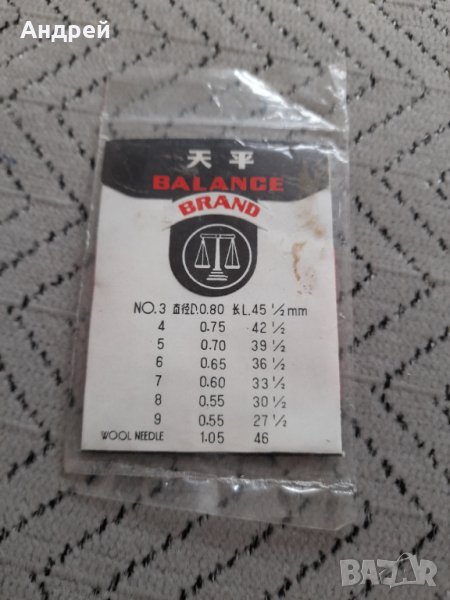 Андрей
天平
BALANCE
BRAND
NO.3 直径D.0.80 长L.45 1/2 mm
4 0.75 42 1/2
5 0.70 39 1/2
6 0.65 36 1/2
7 0.60 33 1/2
8 0.55 30 1/2
9 0.55 27 1/2
WOOL NEEDLE 1.05 46
Bazar